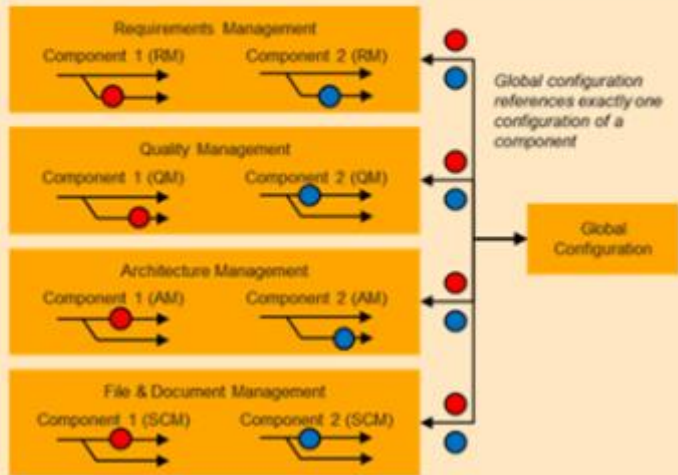 Requirements Management
Component 1 (RM) Component 2 (RM)
Global configuration
references exactly one
configuration of a
component
Quality Management
Component 1 (QM) Component 2 (QM)
Global
Configuration
Architecture Management
Component 1 (AM) Component 2 (AM)
File & Document Management
Component 1 (SCM) Component 2 (SCM)